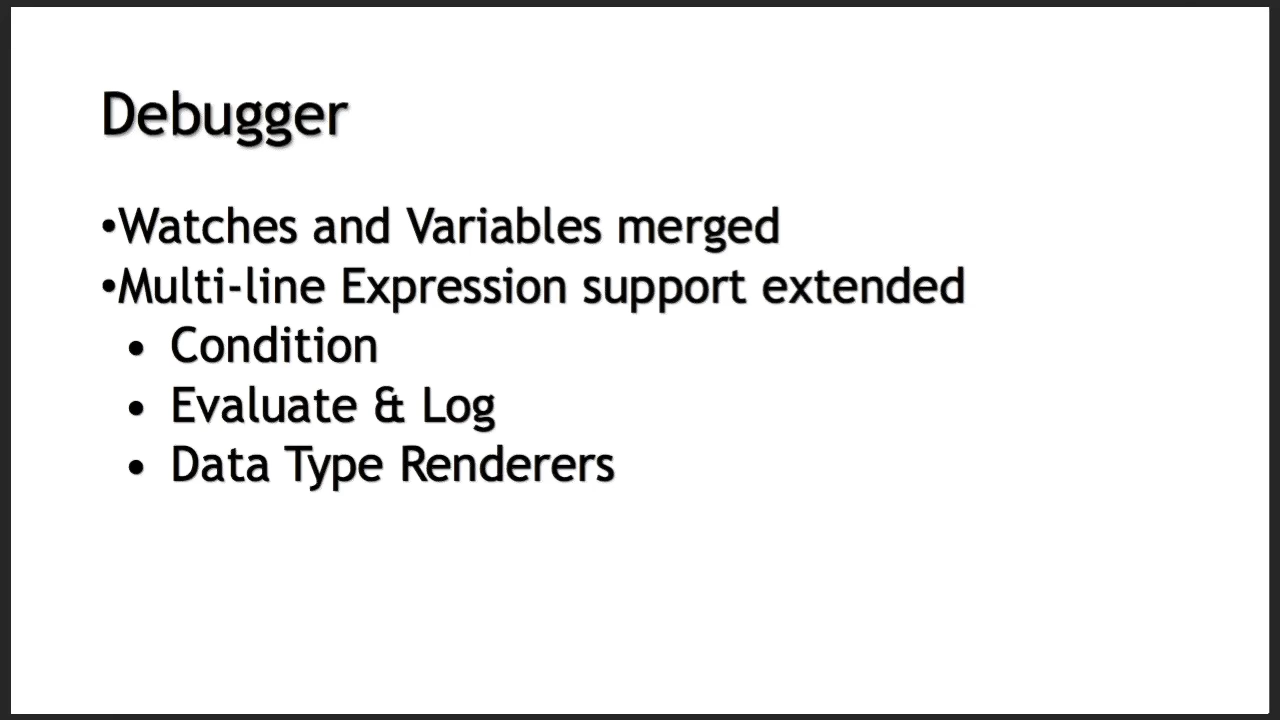 Debugger
•Watches and Variables merged
•Multi-line Expression support extended
• Condition
• Evaluate & Log
• Data Type Renderers